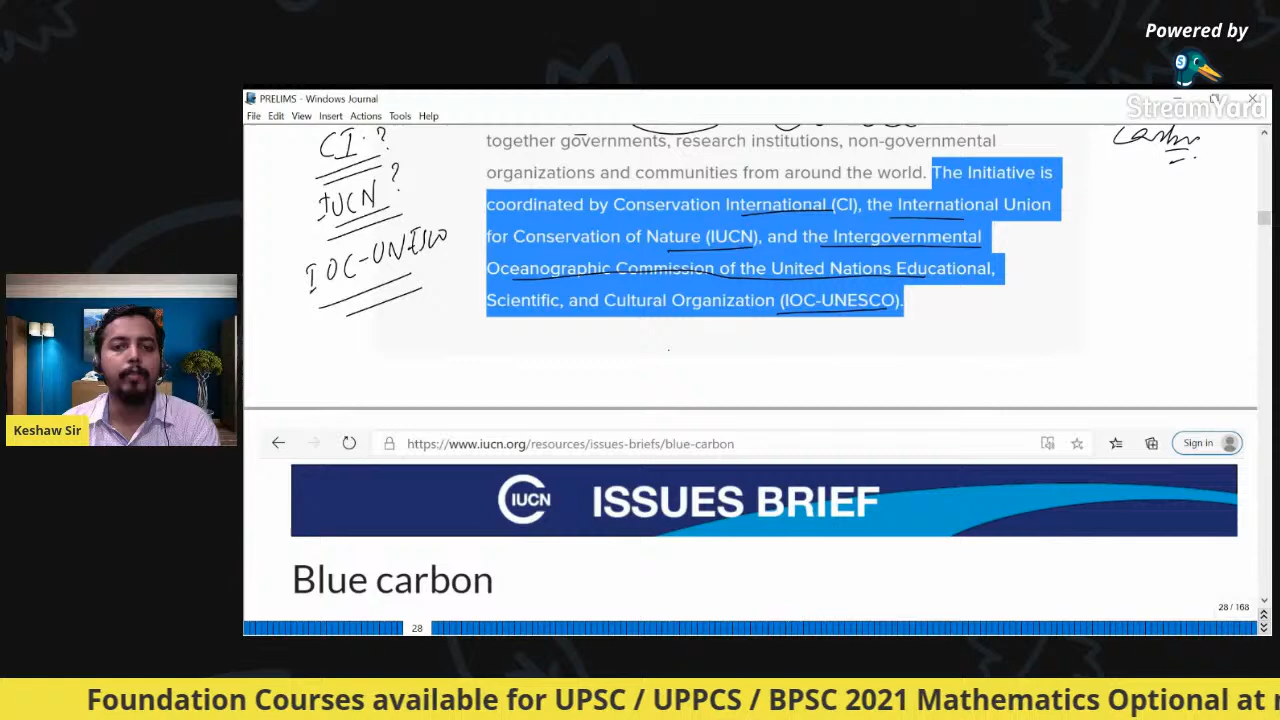 Powered by
StreamYard
PRELIMS - Windows Journal
File Edit View Insert Actions Tools Help
together governments, research institutions, non-governmental
organizations and communities from around the world. The Initiative is
coordinated by Conservation International (CI), the International Union
for Conservation of Nature (IUCN), and the Intergovernmental
Oceanographic Commission of the United Nations Educational,
Scientific, and Cultural Organization (IOC-UNESCO).
CI ?
IUCN ?
IOC-UNESCO
Keshaw Sir
https://www.iucn.org/resources/issues-briefs/blue-carbon
Sign in
IUCN ISSUES BRIEF
Blue carbon
28 / 168
28
Foundation Courses available for UPSC / UPPCS / BPSC 2021 Mathematics Optional at